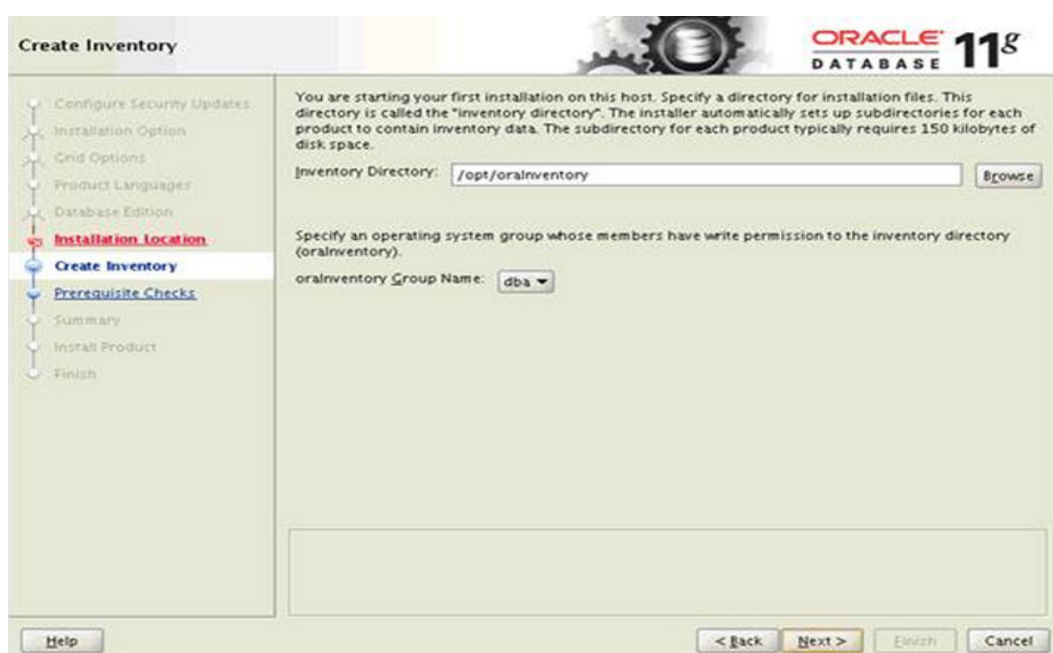 Create Inventory
ORACLE
DATABASE
11g
Configure Security Updates
Installation Option
Grid Options
Product Languages
Database Edition
Installation Location
Create Inventory
Prerequisite Checks
Summary
Install Product
Finish
You are starting your first installation on this host. Specify a directory for installation files. This
directory is called the "inventory directory". The installer automatically sets up subdirectories for each
product to contain inventory data. The subdirectory for each product typically requires 150 kilobytes of
disk space.
Inventory Directory: /opt/oraInventory Browse
Specify an operating system group whose members have write permission to the inventory directory
(oraInventory).
oraInventory Group Name: dba
Help < Back Next > Finish Cancel